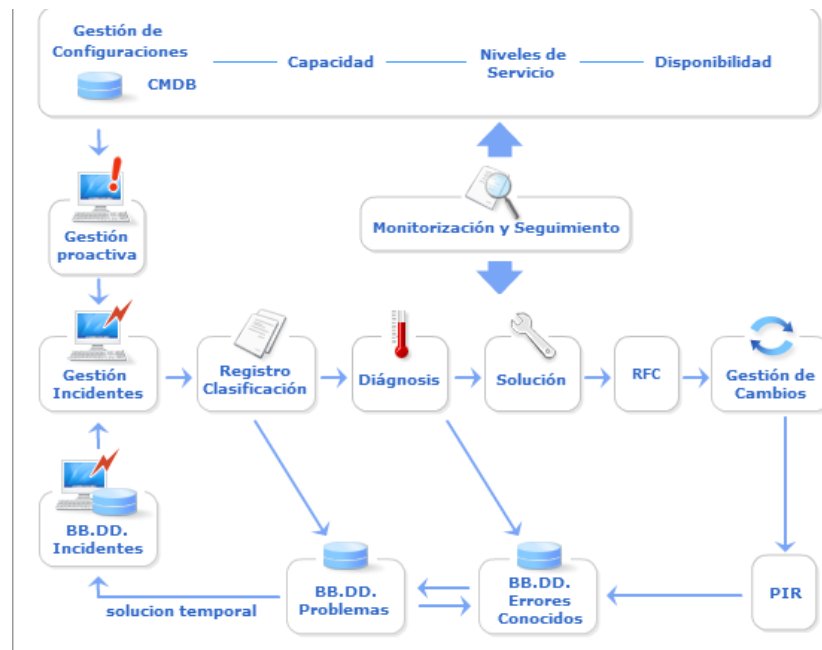 Gestión de
Configuraciones
CMDB
Capacidad
Niveles de
Servicio
Disponibilidad
Gestión
proactiva
Monitorización y Seguimiento
Gestión
Incidentes
Registro
Clasificación
Diágnosis
Solución
RFC
Gestión de
Cambios
BB.DD.
Incidentes
BB.DD.
Problemas
BB.DD.
Errores
Conocidos
PIR
solucion temporal